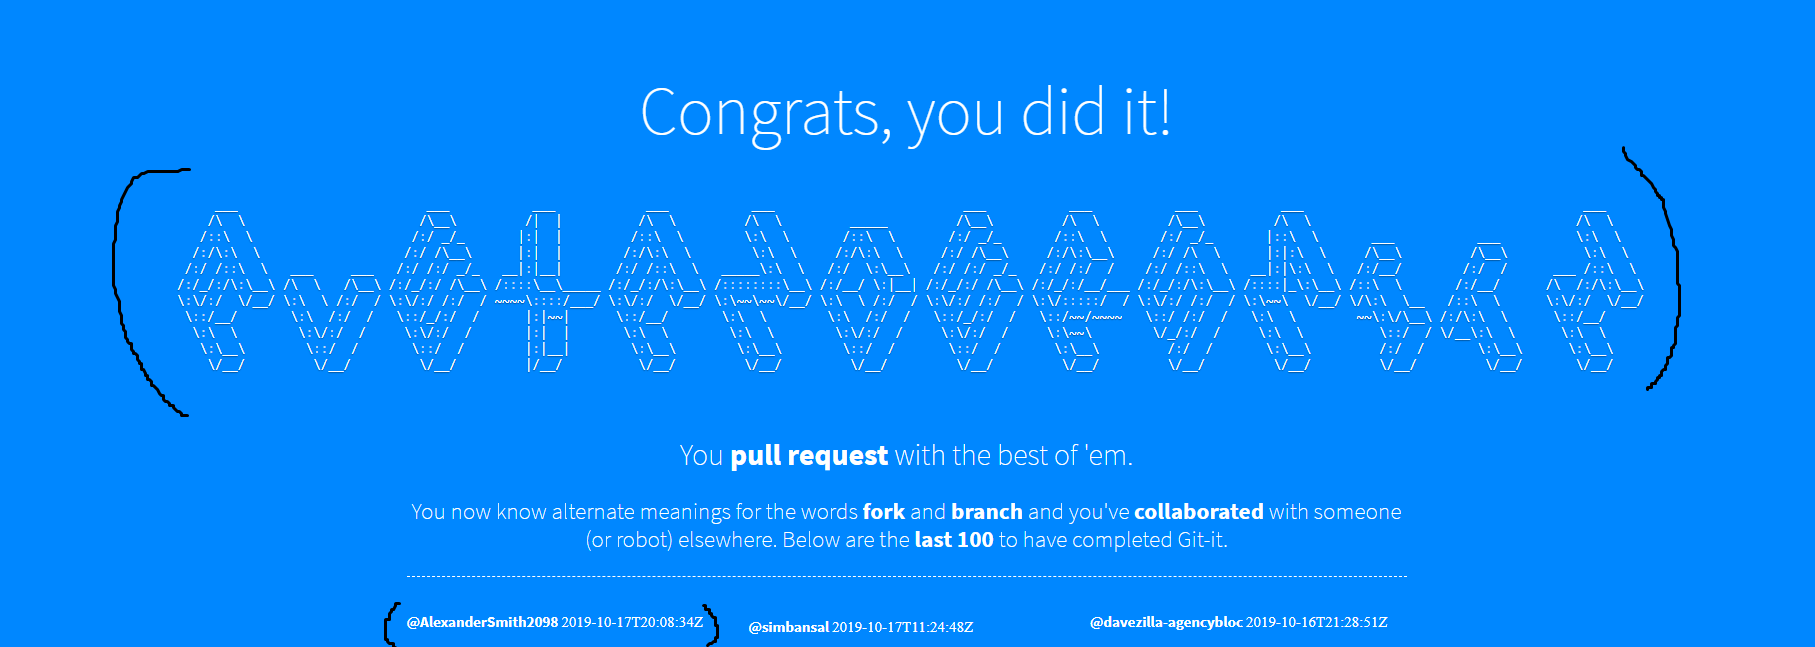 Congrats, you did it!
You pull request with the best of 'em.
You now know alternate meanings for the words fork and branch and you've collaborated with someone
(or robot) elsewhere. Below are the last 100 to have completed Git-it.
@AlexanderSmith2098 2019-10-17T20:08:34Z
@simbansal 2019-10-17T11:24:48Z
@davezilla-agencybloc 2019-10-16T21:28:51Z